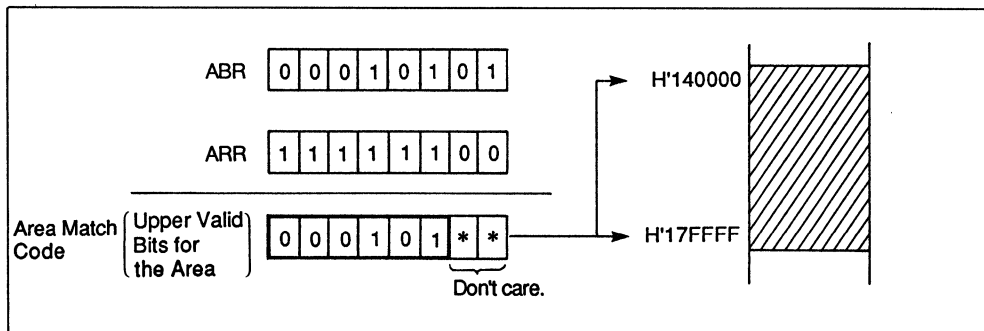 ABR 0 0 0 1 0 1 0 1
H'140000
ARR 1 1 1 1 1 1 0 0
Area Match Code
Upper Valid Bits for the Area
0 0 0 1 0 1 * *
H'17FFFF
Don't care.